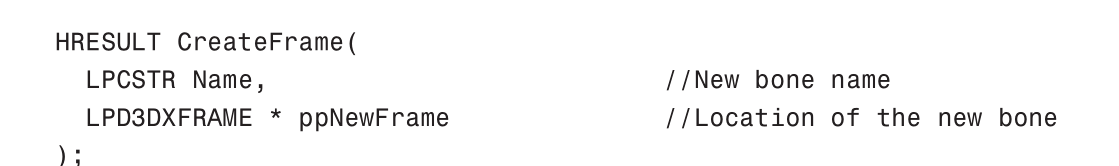 HRESULT CreateFrame(
  LPCSTR Name,                         //New bone name
  LPD3DXFRAME * ppNewFrame             //Location of the new bone
);